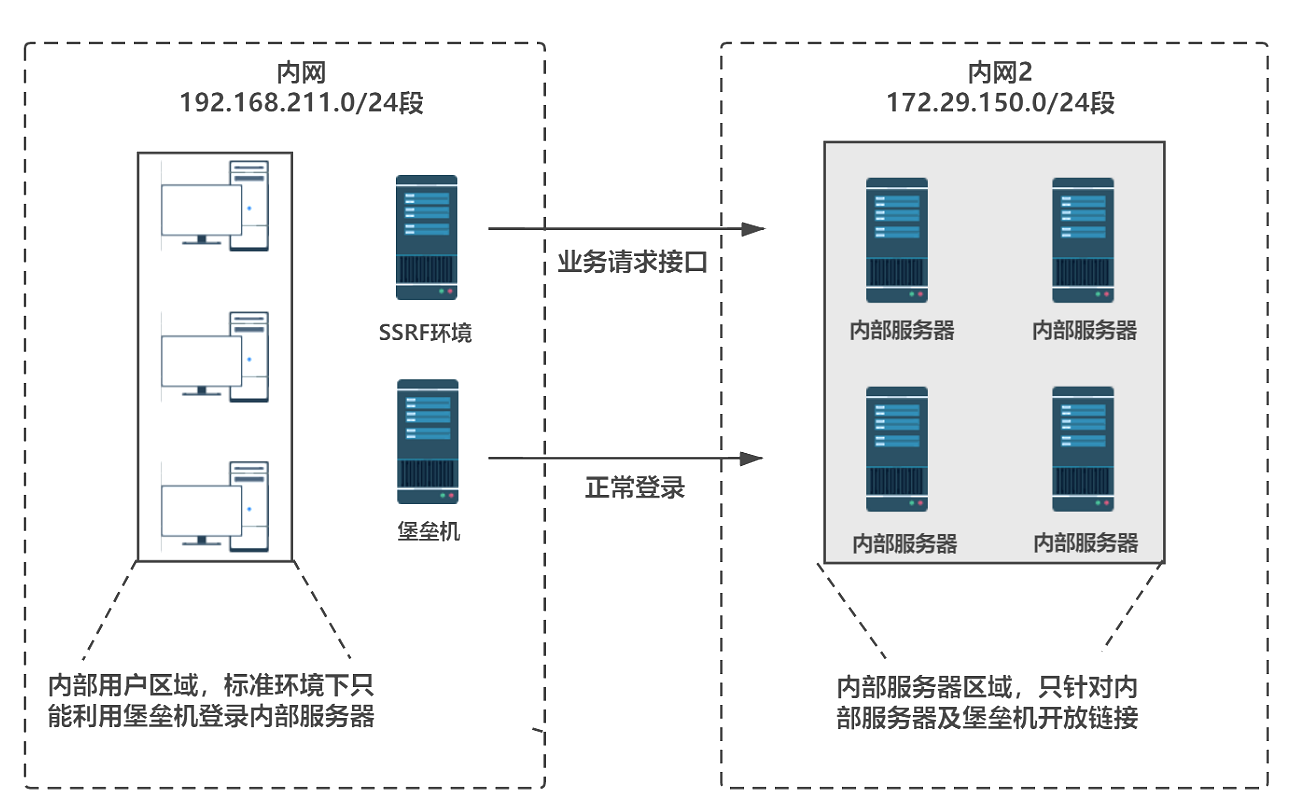 内网
192.168.211.0/24段
内网2
172.29.150.0/24段
业务请求接口
SSRF环境
内部服务器
内部服务器
正常登录
堡垒机
内部服务器
内部服务器
内部用户区域，标准环境下只
能利用堡垒机登录内部服务器
内部服务器区域，只针对内
部服务器及堡垒机开放链接